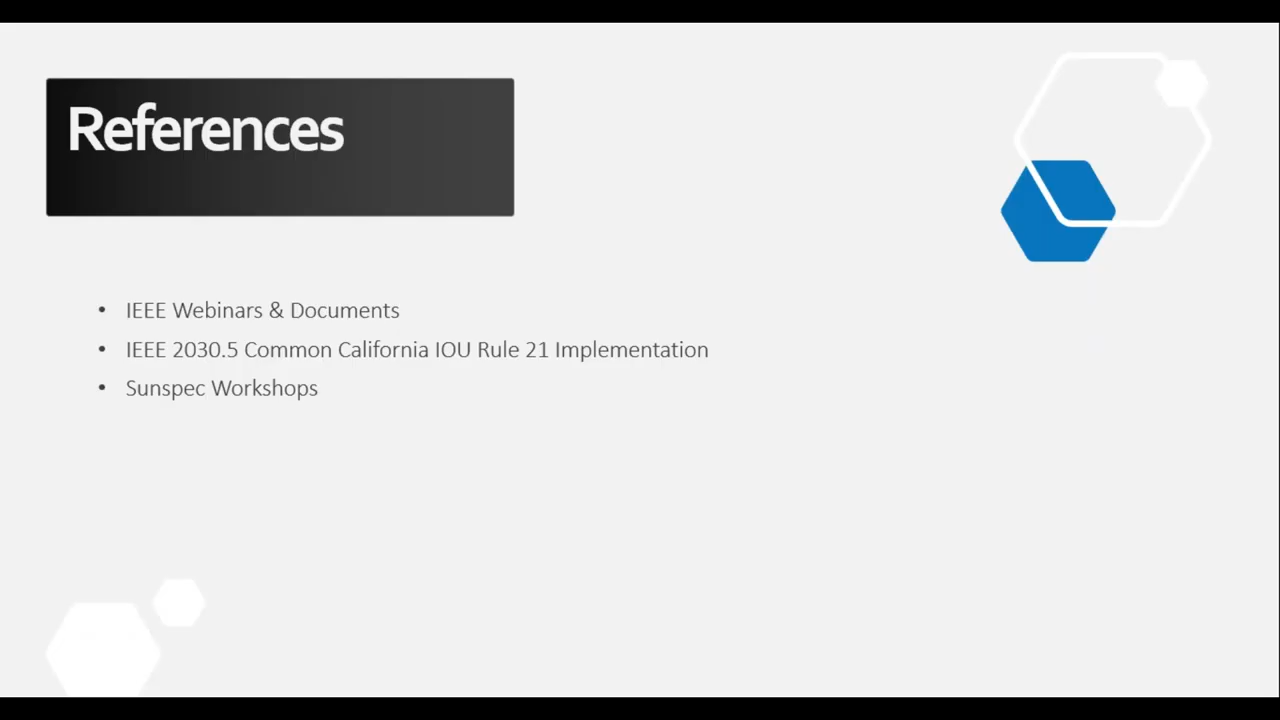 References
• IEEE Webinars & Documents
• IEEE 2030.5 Common California IOU Rule 21 Implementation
• Sunspec Workshops